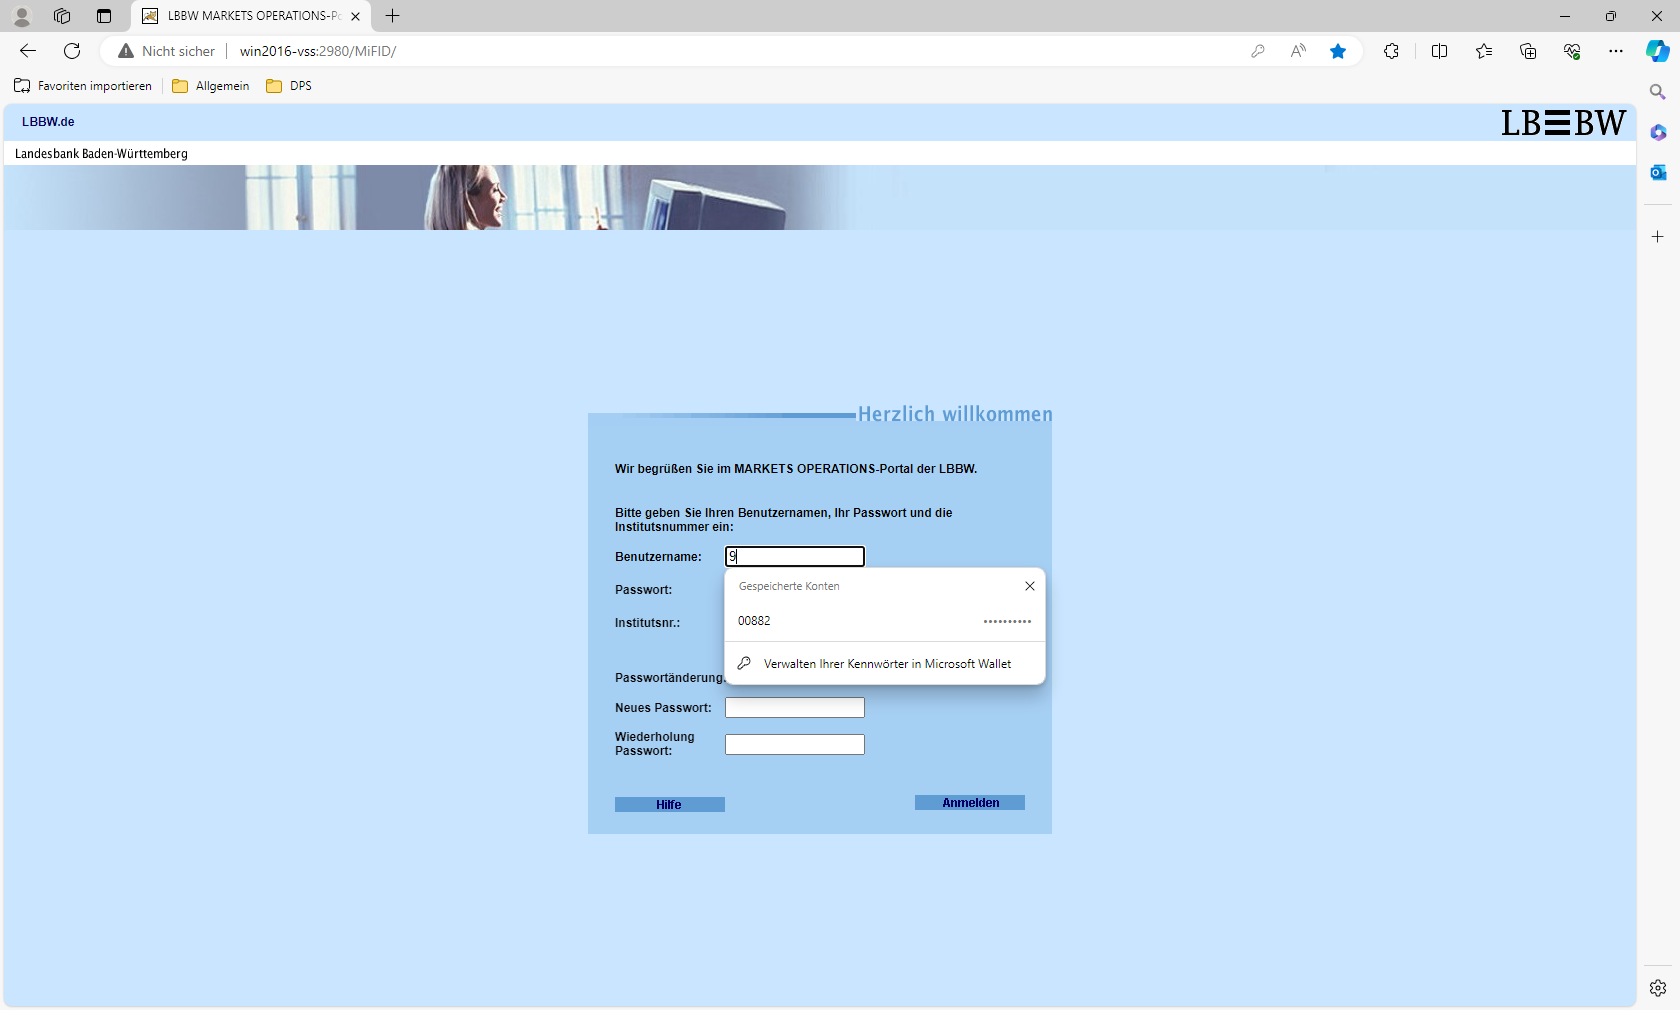 LBBW MARKETS OPERATIONS-Po
Nicht sicher
win2016-vss:2980/MiFID/
Favoriten importieren
Allgemein
DPS
LBBW.de
LB BW
Landesbank Baden-Württemberg
Herzlich willkommen
Wir begrüßen Sie im MARKETS OPERATIONS-Portal der LBBW.
Bitte geben Sie Ihren Benutzernamen, Ihr Passwort und die
Institutsnummer ein:
Benutzername: 9
Passwort:
Gespeicherte Konten
Institutsnr.:
00882 ••••••••••
Verwalten Ihrer Kennwörter in Microsoft Wallet
Passwortänderung:
Neues Passwort:
Wiederholung
Passwort:
Hilfe
Anmelden